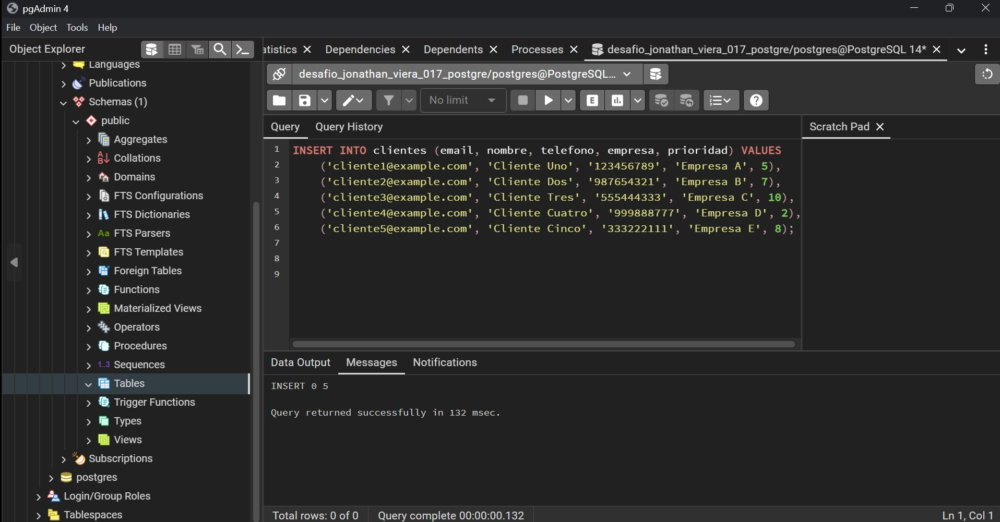 pgAdmin 4
File Object Tools Help
Object Explorer
Languages
Publications
Schemas (1)
public
Aggregates
Collations
Domains
FTS Configurations
FTS Dictionaries
Aa FTS Parsers
FTS Templates
Foreign Tables
Functions
Materialized Views
Operators
Procedures
1..3 Sequences
Tables
Trigger Functions
Types
Views
Subscriptions
postgres
Login/Group Roles
Tablespaces
atistics Dependencies Dependents Processes desafio_jonathan_viera_017_postgre/postgres@PostgreSQL 14*
desafio_jonathan_viera_017_postgre/postgres@PostgreSQL...
No limit E
Query Query History Scratch Pad
1 INSERT INTO clientes (email, nombre, telefono, empresa, prioridad) VALUES
2 ('cliente1@example.com', 'Cliente Uno', '123456789', 'Empresa A', 5),
3 ('cliente2@example.com', 'Cliente Dos', '987654321', 'Empresa B', 7),
4 ('cliente3@example.com', 'Cliente Tres', '555444333', 'Empresa C', 10),
5 ('cliente4@example.com', 'Cliente Cuatro', '999888777', 'Empresa D', 2),
6 ('cliente5@example.com', 'Cliente Cinco', '333222111', 'Empresa E', 8);
7
8
9
Data Output Messages Notifications
INSERT 0 5
Query returned successfully in 132 msec.
Total rows: 0 of 0 Query complete 00:00:00.132 Ln 1, Col 1